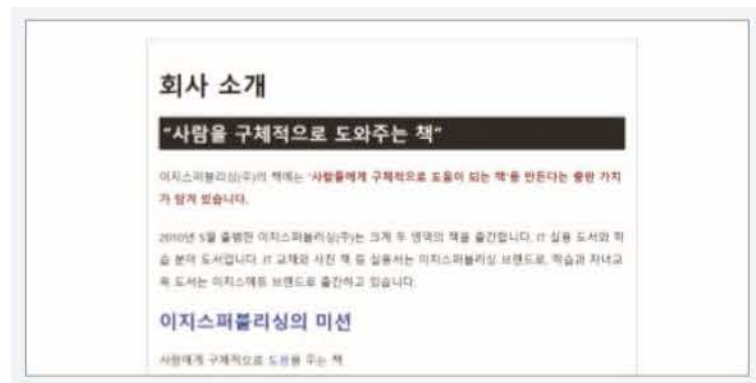 회사 소개
"사람을 구체적으로 도와주는 책"
이지스퍼블리싱(주)의 책에는 '사람들에게 구체적으로 도움이 되는 책'을 만든다는 출판 가치
가 담겨 있습니다.
2010년 5월 출범한 이지스퍼블리싱(주)는 크게 두 영역의 책을 출간합니다. IT 실용 도서와 학
습 분야 도서입니다. IT 교재와 사진 책 등 실용서는 이지스퍼블리싱 브랜드로, 학습과 자녀교
육 도서는 이지스에듀 브랜드로 출간하고 있습니다.
이지스퍼블리싱의 미션
사람에게 구체적으로 도움을 주는 책